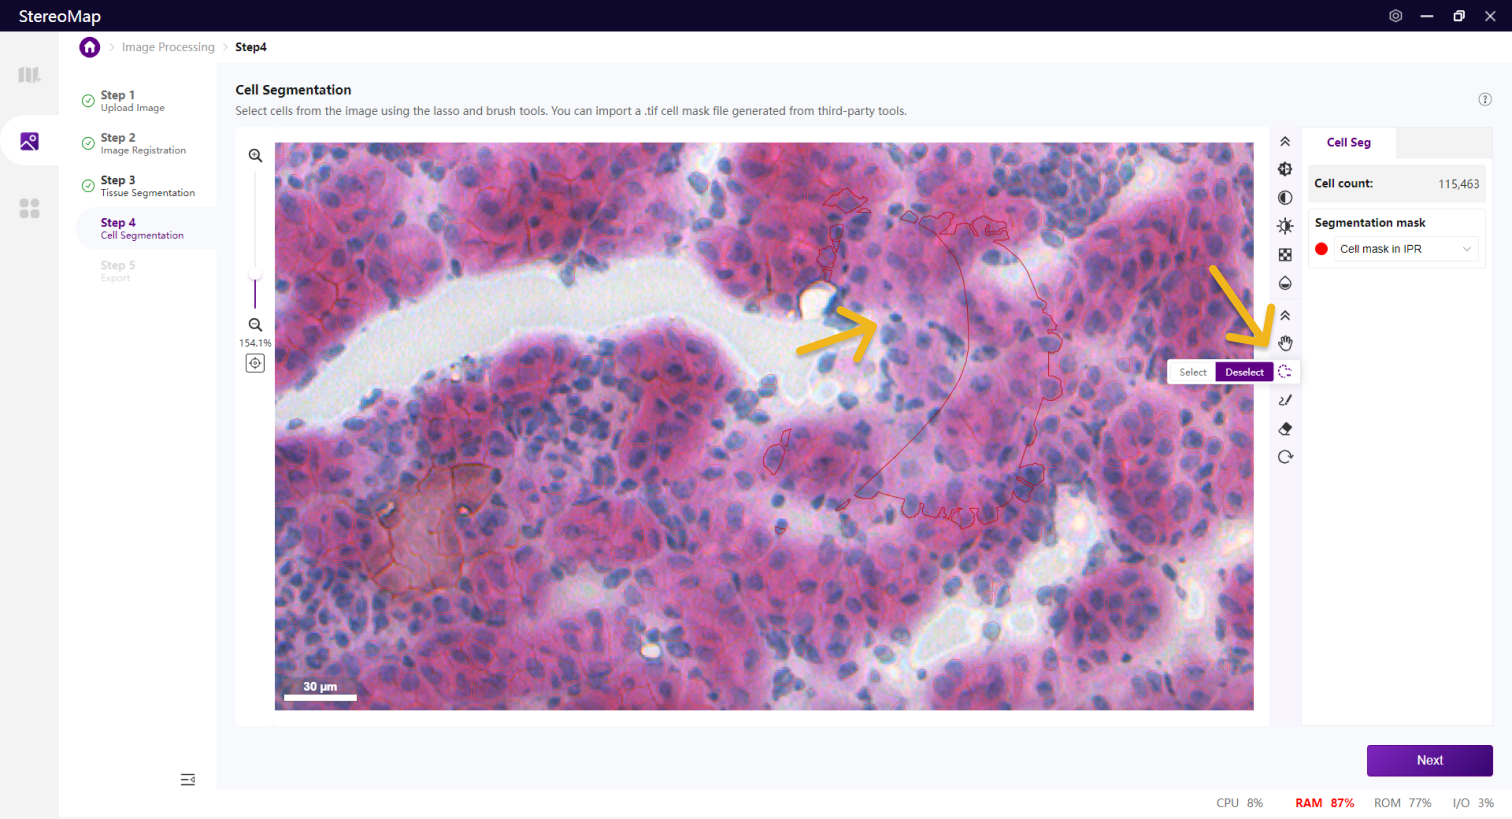 StereoMap
Image Processing
Step4
Step 1
Upload Image
Step 2
Image Registration
Step 3
Tissue Segmentation
Step 4
Cell Segmentation
Step 5
Export
Cell Segmentation
Select cells from the image using the lasso and brush tools. You can import a .tif cell mask file generated from third-party tools.
154.1%
30 μm
Select
Deselect
Cell Seg
Cell count: 115,463
Segmentation mask
Cell mask in IPR
Next
CPU 8% RAM 87% ROM 77% I/O 3%